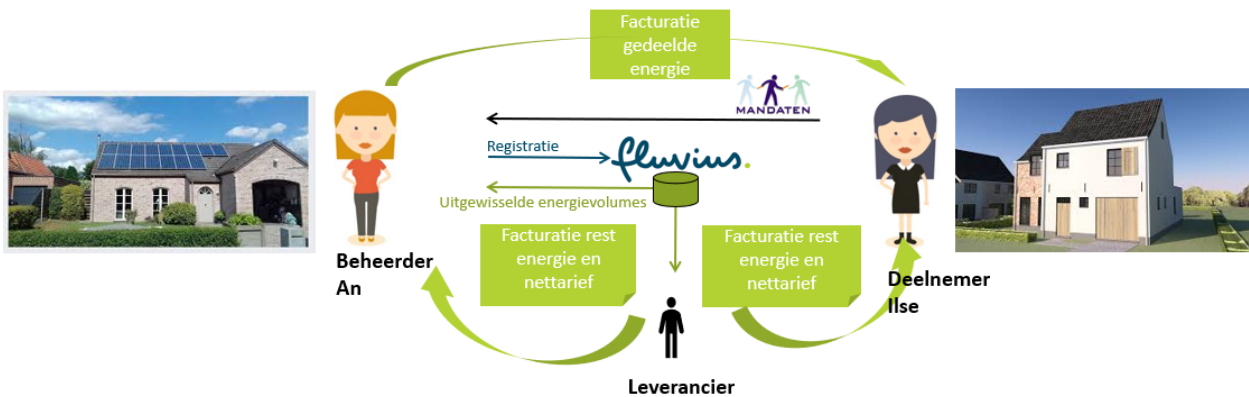 Facturatie
gedeelde
energie
MANDATEN
Registratie
fluvius.
Uitgewisselde energievolumes
Facturatie rest
energie en
nettarief
Facturatie rest
energie en
nettarief
Beheerder
An
Deelnemer
Ilse
Leverancier